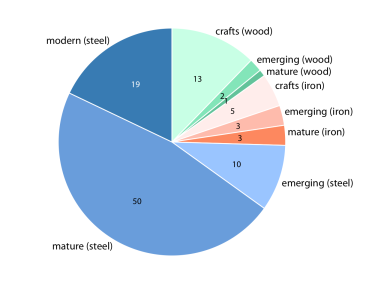 crafts (wood)
modern (steel)
emerging (wood)
mature (wood)
crafts (iron)
emerging (iron)
mature (iron)
emerging (steel)
mature (steel)
19
13
2
1
5
3
3
10
50